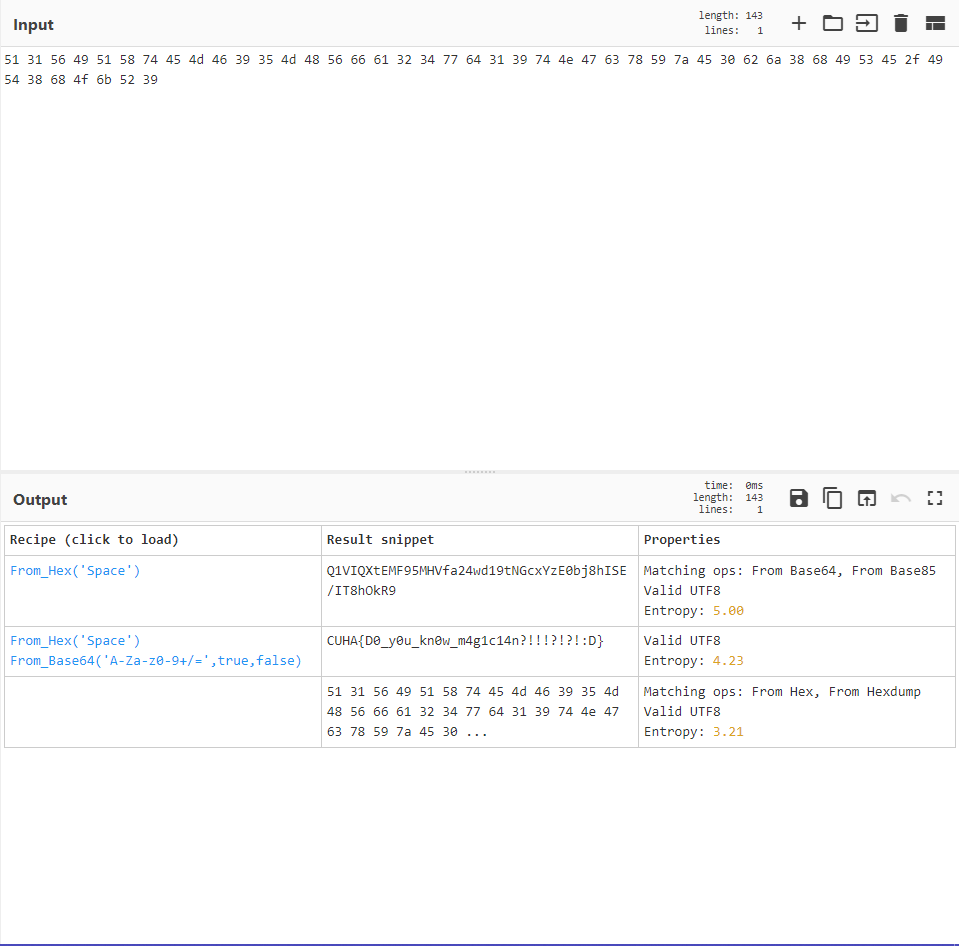 Input
length: 143
lines: 1
51 31 56 49 51 58 74 45 4d 46 39 35 4d 48 56 66 61 32 34 77 64 31 39 74 4e 47 63 78 59 7a 45 30 62 6a 38 68 49 53 45 2f 49
54 38 68 4f 6b 52 39
Output
time: 0ms
length: 143
lines: 1
Recipe (click to load)
Result snippet
Properties
From_Hex('Space')
Q1VIQXtEMF95MHVfa24wd19tNGcxYzE0bj8hISE
/IT8hOkR9
Matching ops: From Base64, From Base85
Valid UTF8
Entropy: 5.00
From_Hex('Space')
From_Base64('A-Za-z0-9+/=',true,false)
CUHA{D0_y0u_kn0w_m4g1c14n?!!!?!?!:D}
Valid UTF8
Entropy: 4.23
51 31 56 49 51 58 74 45 4d 46 39 35 4d
48 56 66 61 32 34 77 64 31 39 74 4e 47
63 78 59 7a 45 30 ...
Matching ops: From Hex, From Hexdump
Valid UTF8
Entropy: 3.21